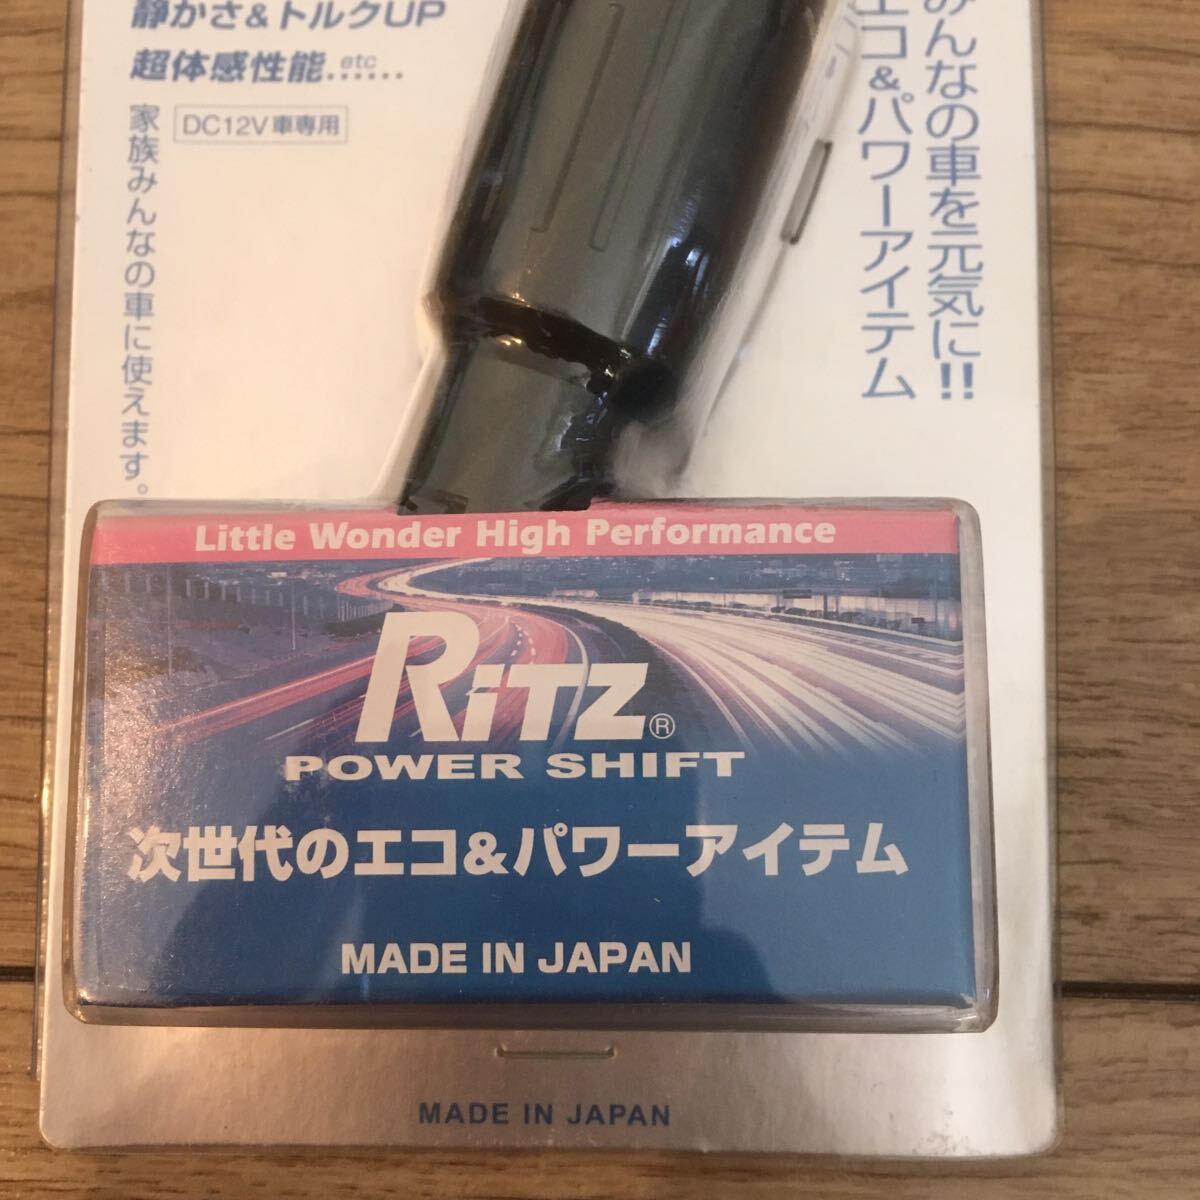 静かさ&トルクUP
超体感性能......etc
DC12V車専用
家族みんなの車に使えます。
みんなの車を元気に!!
エコ&パワーアイテム
Little Wonder High Performance
RiTZ®
POWER SHIFT
次世代のエコ&パワーアイテム
MADE IN JAPAN
MADE IN JAPAN